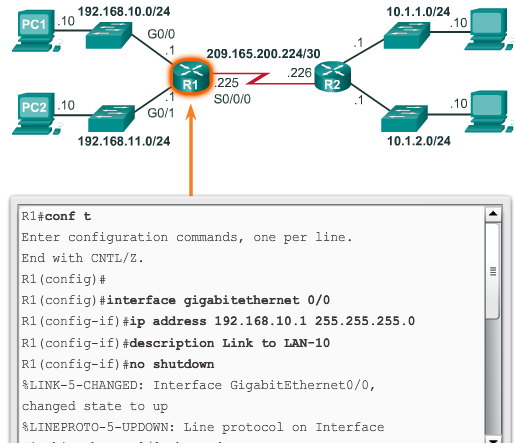 192.168.10.0/24
10.1.1.0/24
PC1
.10
G0/0
.1
.1
.10
209.165.200.224/30
.226
R1
.225
R2
S0/0/0
.1
G0/1
.1
.10
PC2
.10
192.168.11.0/24
10.1.2.0/24
R1#conf t
Enter configuration commands, one per line.
End with CNTL/Z.
R1(config)#
R1(config)#interface gigabitethernet 0/0
R1(config-if)#ip address 192.168.10.1 255.255.255.0
R1(config-if)#description Link to LAN-10
R1(config-if)#no shutdown
%LINK-5-CHANGED: Interface GigabitEthernet0/0,
changed state to up
%LINEPROTO-5-UPDOWN: Line protocol on Interface